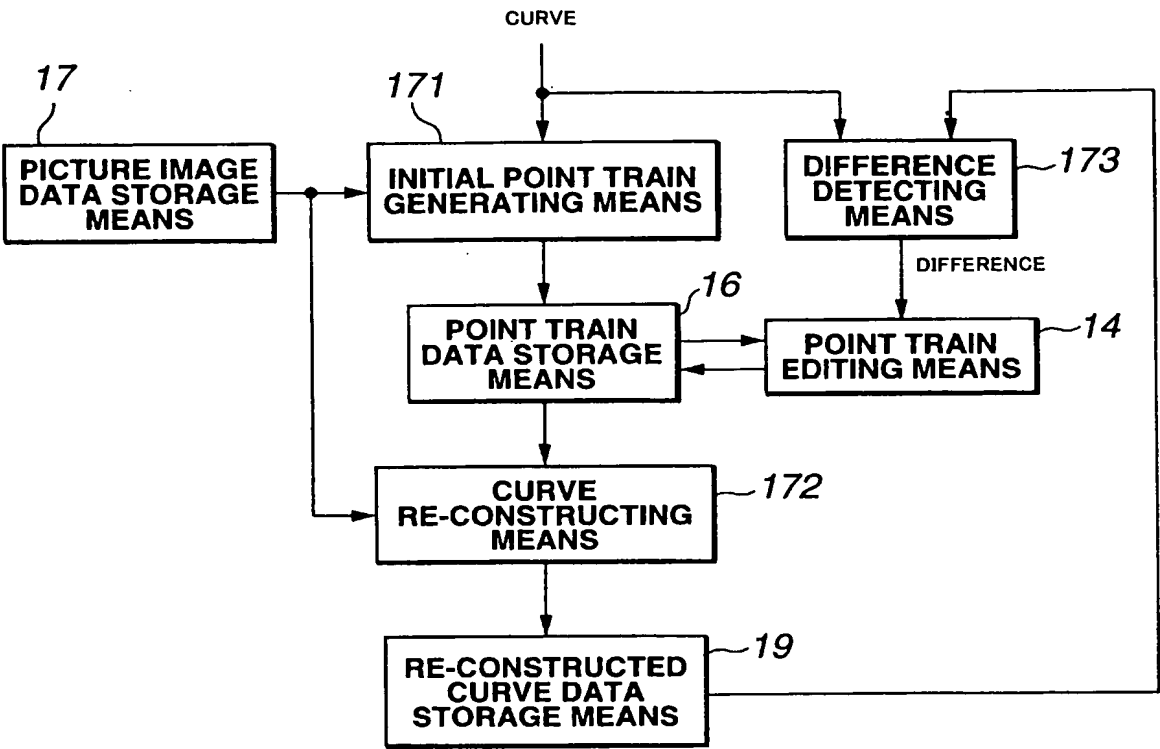 CURVE
17
171
173
PICTURE IMAGE
DATA STORAGE
MEANS
INITIAL POINT TRAIN
GENERATING MEANS
DIFFERENCE
DETECTING
MEANS
DIFFERENCE
16
14
POINT TRAIN
DATA STORAGE
MEANS
POINT TRAIN
EDITING MEANS
172
CURVE
RE-CONSTRUCTING
MEANS
19
RE-CONSTRUCTED
CURVE DATA
STORAGE MEANS